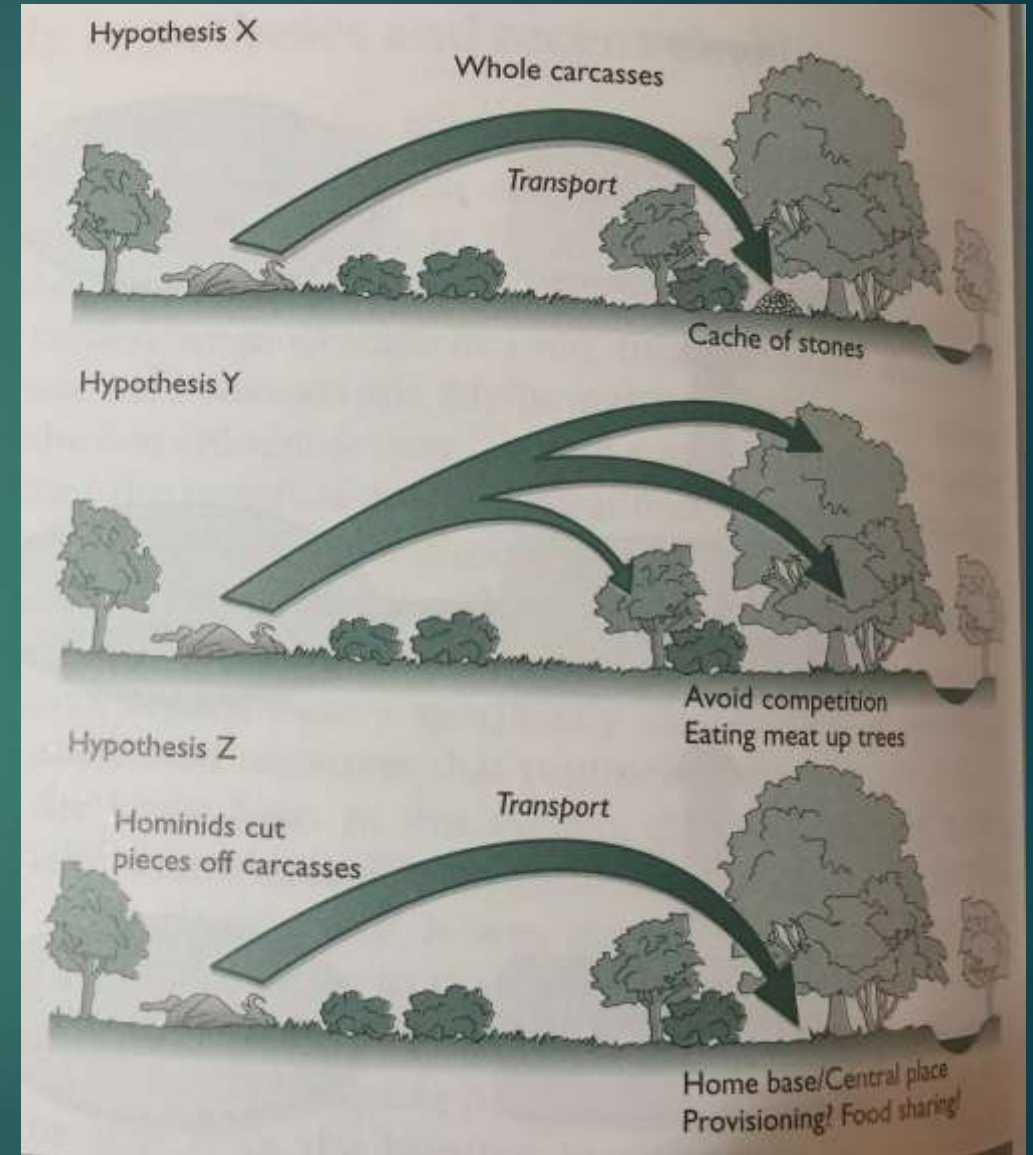 Hypothesis X
Whole carcasses
Transport
Cache of stones
Hypothesis Y
Avoid competition
Eating meat up trees
Hypothesis Z
Hominids cut
pieces off carcasses
Transport
Home base/Central place
Provisioning? Food sharing?